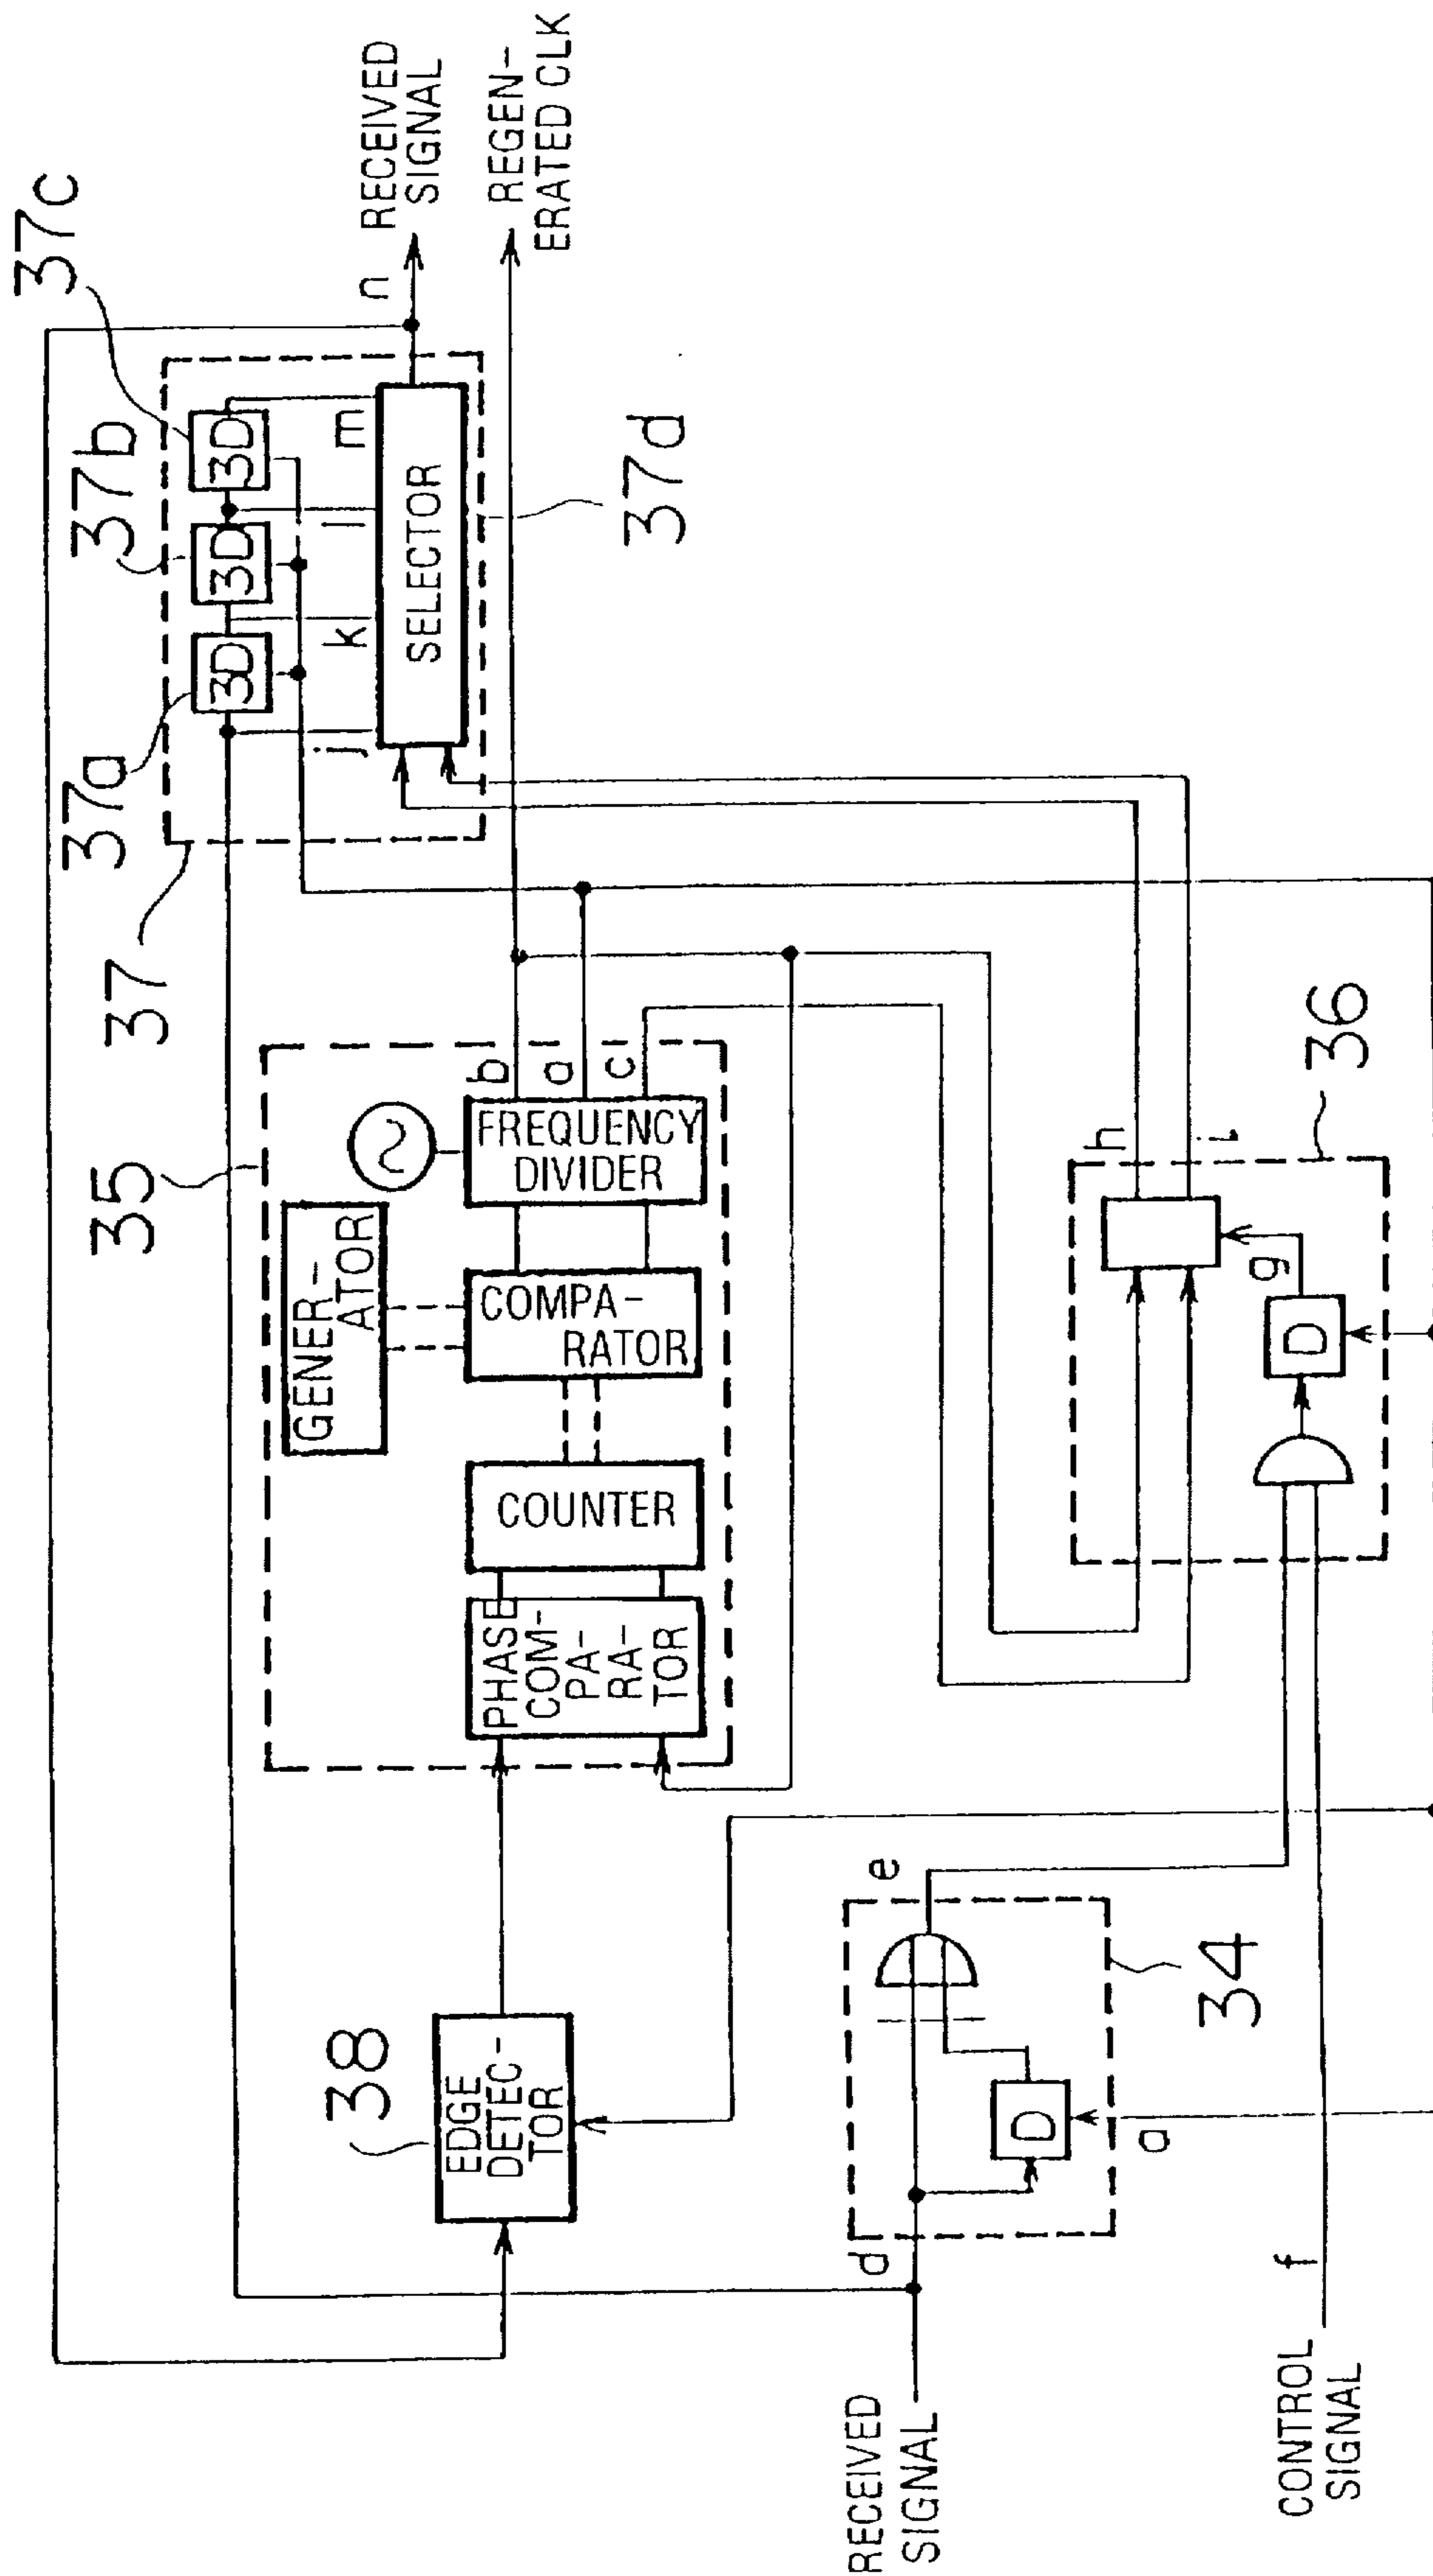 RECEIVED
SIGNAL
d
CONTROL
SIGNAL
f
34
D
a
e
38
EDGE
DETEC-
TOR
35
PHASE
COM-
PA-
RA-
TOR
COUNTER
COMPA-
RATOR
GENER-
ATOR
FREQUENCY
DIVIDER
b
a
c
36
D
g
h
i
37
37a
37b
37c
3D
3D
3D
j
k
l
m
SELECTOR
37d
n
RECEIVED
SIGNAL
REGEN-
ERATED CLK